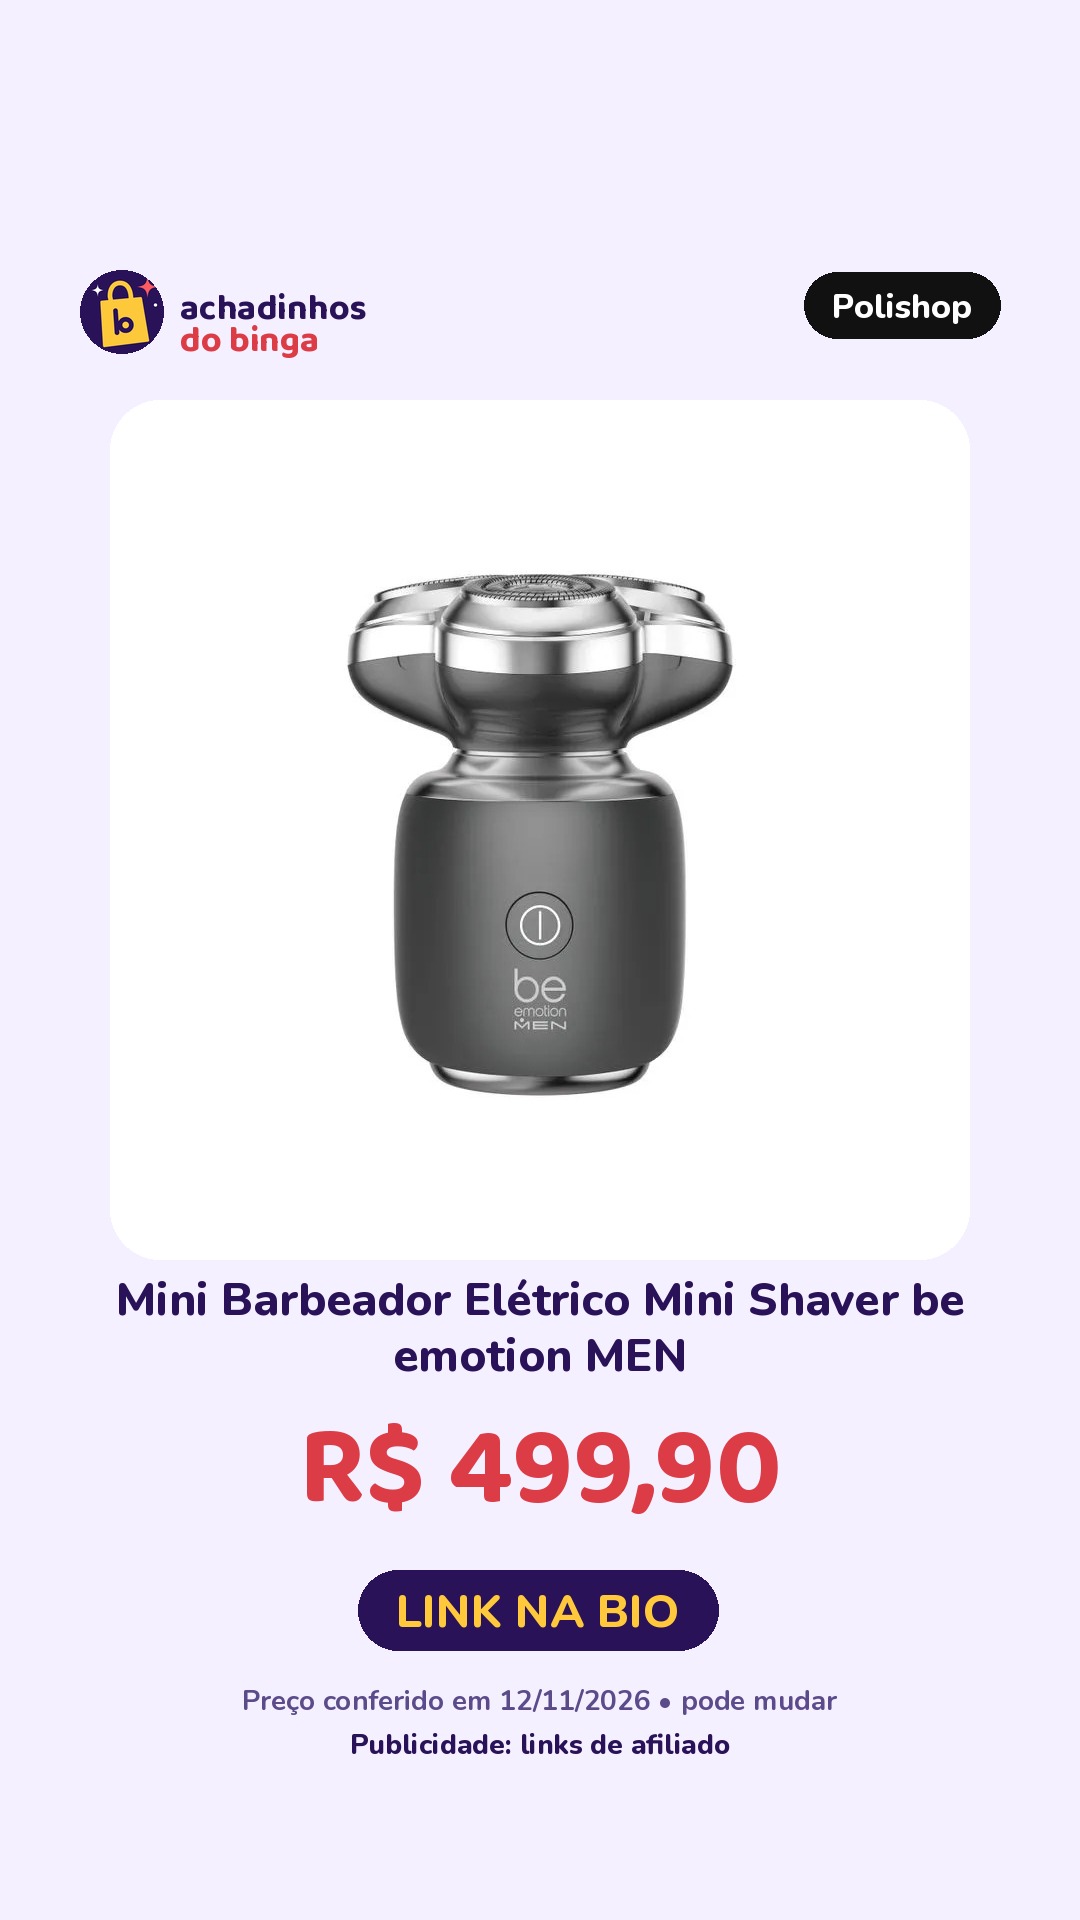 b
achadinhos
do binga
Polishop
be
emotion
MEN
Mini Barbeador Elétrico Mini Shaver be
emotion MEN
R$ 499,90
LINK NA BIO
Preço conferido em 12/11/2026 • pode mudar
Publicidade: links de afiliado